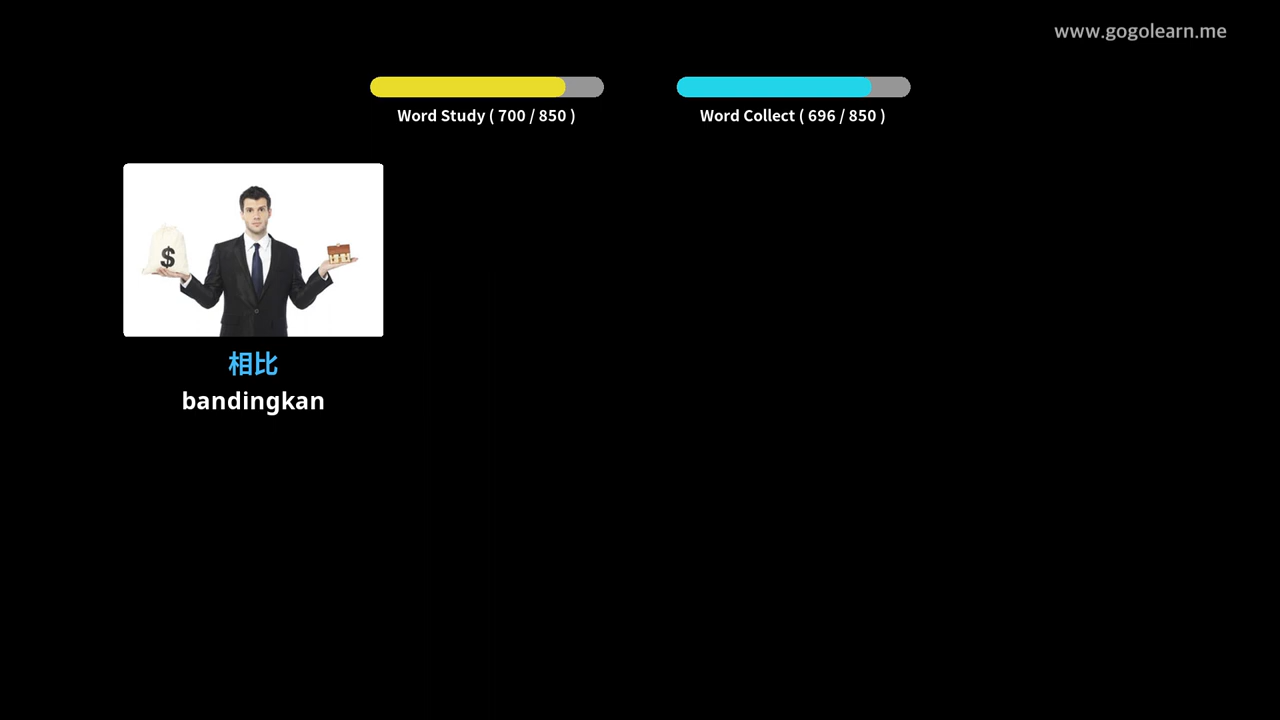 www.gogolearn.me
Word Study ( 700 / 850 )
Word Collect ( 696 / 850 )
$
相比
bandingkan